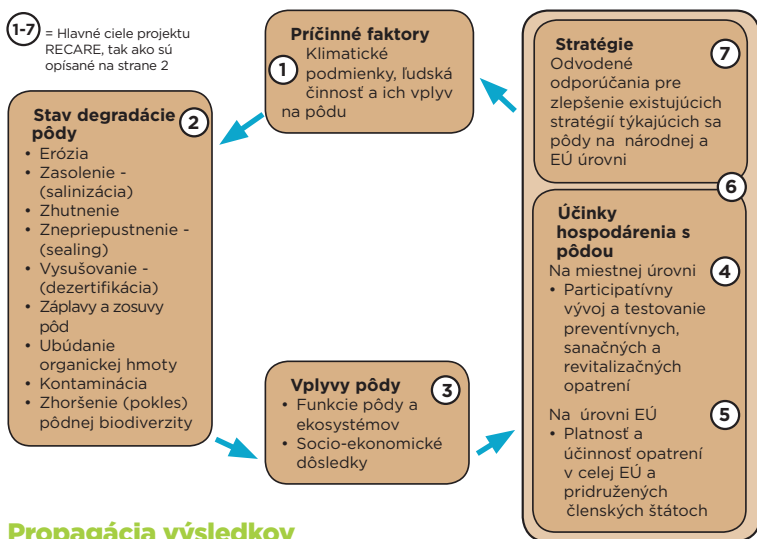 1-7 = Hlavné ciele projektu
RECARE, tak ako sú
opísané na strane 2
Príčinné faktory
1
Klimatické
podmienky, ľudská
činnosť a ich vplyv
na pôdu
Stav degradácie
pôdy
2
• Erózia
• Zasolenie -
(salinizácia)
• Zhutnenie
• Znepriepustnenie -
(sealing)
• Vysušovanie -
(dezertifikácia)
• Záplavy a zosuvy
pôd
• Ubúdanie
organickej hmoty
• Kontaminácia
• Zhoršenie (pokles)
pôdnej biodiverzity
Vplyvy pôdy
3
• Funkcie pôdy a
ekosystémov
• Socio-ekonomické
dôsledky
Stratégie
7
Odvodené
odporúčania pre
zlepšenie existujúcich
stratégií týkajúcich sa
pôdy na národnej a
EÚ úrovni
6
Účinky
hospodárenia s
pôdou
Na miestnej úrovni
4
• Participatívny
vývoj a testovanie
preventívnych,
sanačných a
revitalizačných
opatrení
Na úrovni EÚ
5
• Platnosť a
účinnosť opatrení
v celej EÚ a
pridružených
členských štátoch
Propagácia výsledkov